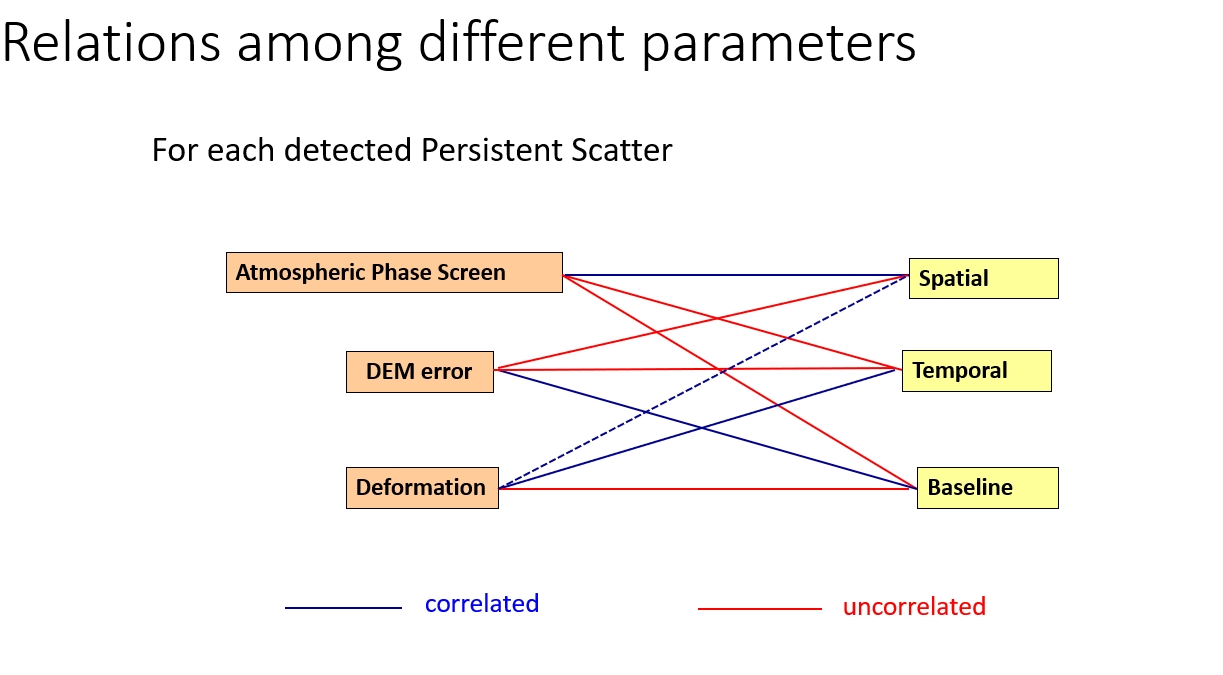 Relations among different parameters
For each detected Persistent Scatter
Atmospheric Phase Screen
Spatial
DEM error
Temporal
Deformation
Baseline
correlated
uncorrelated